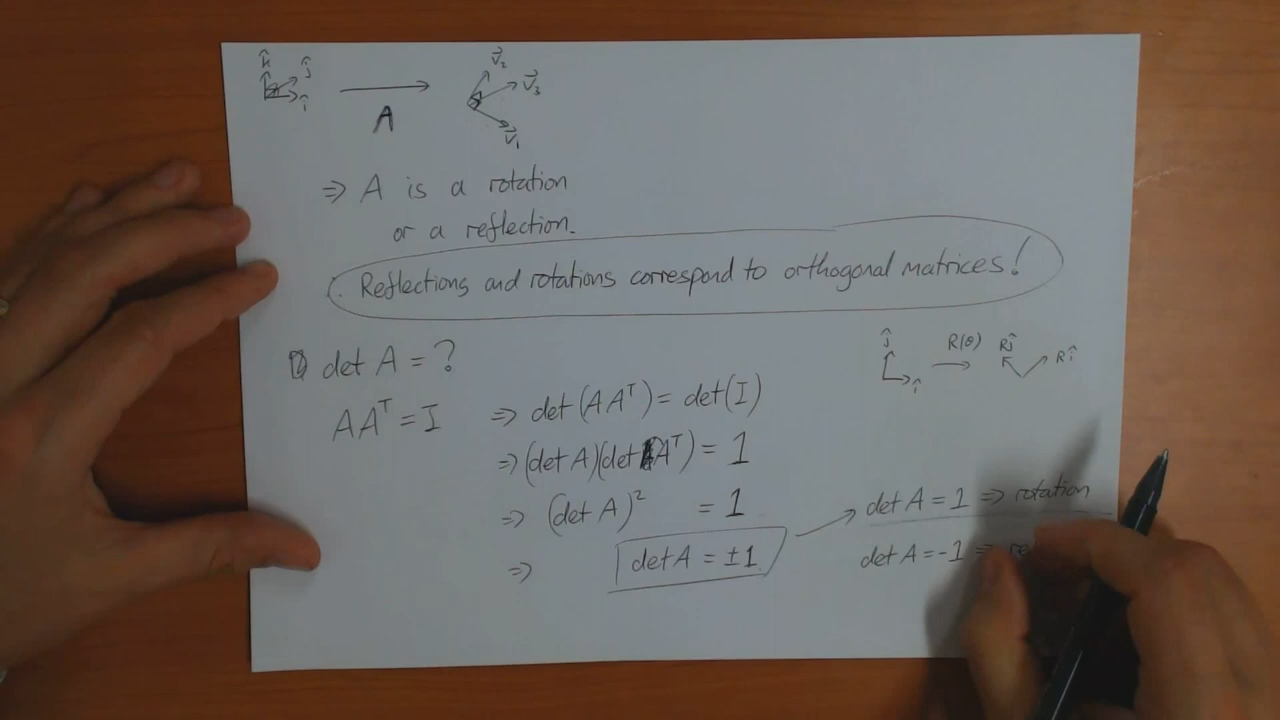 k̂ ĵ î
A
v⃗₂ v⃗₃ v⃗₁
⇒ A is a rotation
or a reflection.
Reflections and rotations correspond to orthogonal matrices!
det A = ?
AAᵀ = I ⇒ det(AAᵀ) = det(I)
⇒ (det A)(det Aᵀ) = 1
⇒ (det A)² = 1
⇒ det A = ±1
ĵ î R(θ) Rĵ Rî
det A = 1 ⇒ rotation
det A = -1 ⇒ re